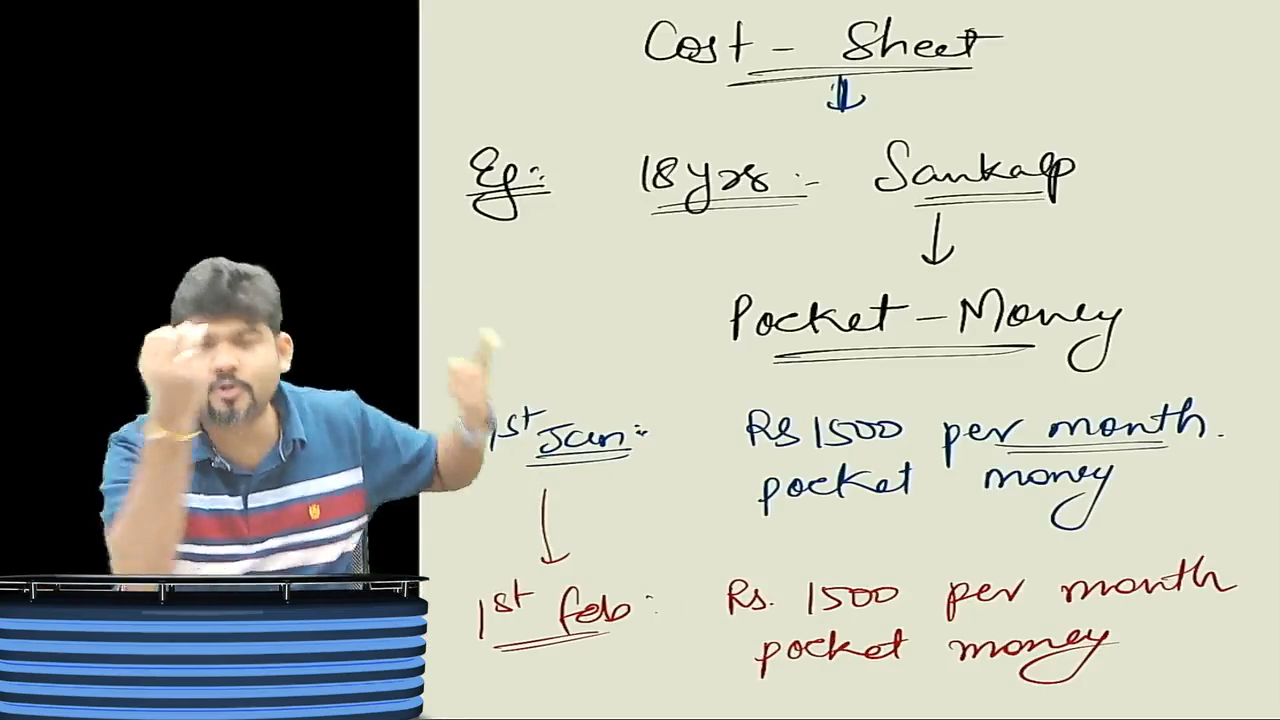 Cost - Sheet
Eg:- 18yrs :- Sankalp
Pocket - Money
1st Jan:- Rs 1500 per month.
pocket money
1st feb: Rs. 1500 per month
pocket money